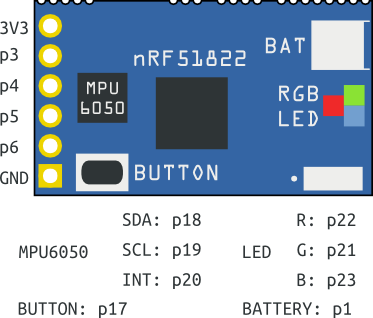 3V3
p3
p4
p5
p6
GND
nRF51822
BAT
MPU
6050
RGB
LED
BUTTON
SDA: p18
R: p22
MPU6050
SCL: p19
LED
G: p21
INT: p20
B: p23
BUTTON: p17
BATTERY: p1